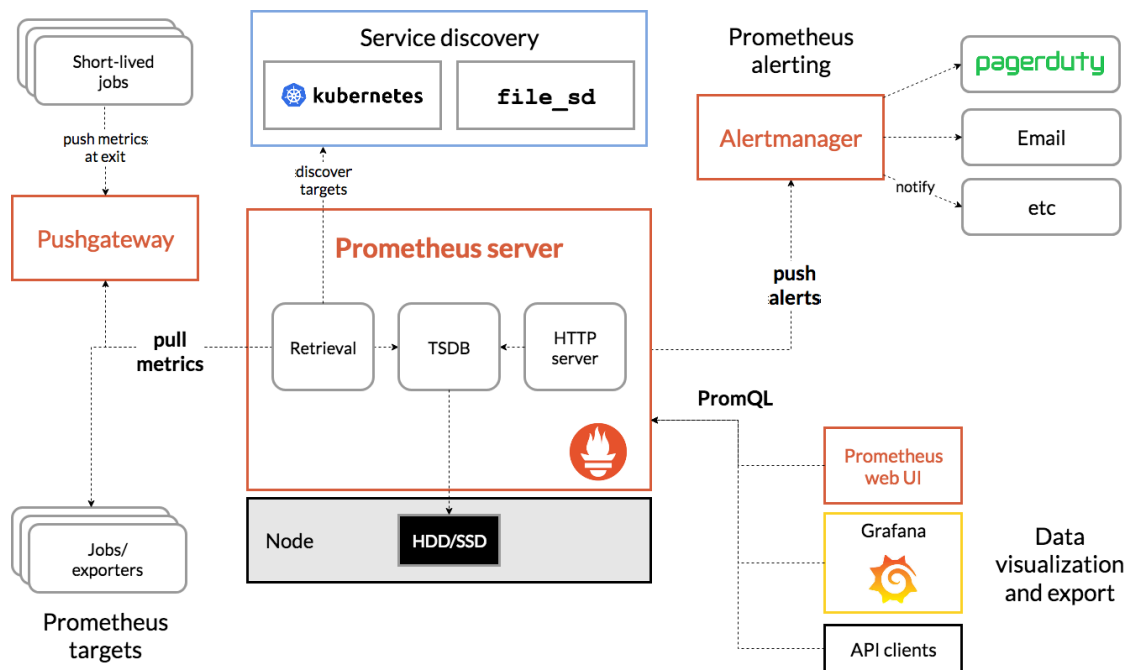 Short-lived
jobs
push metrics
at exit
Pushgateway
Service discovery
kubernetes
file_sd
discover
targets
Prometheus
alerting
Alertmanager
pagerduty
Email
notify
etc
Prometheus server
Retrieval
TSDB
HTTP
server
pull
metrics
push
alerts
PromQL
Node
HDD/SSD
Jobs/
exporters
Prometheus
targets
Prometheus
web UI
Grafana
API clients
Data
visualization
and export